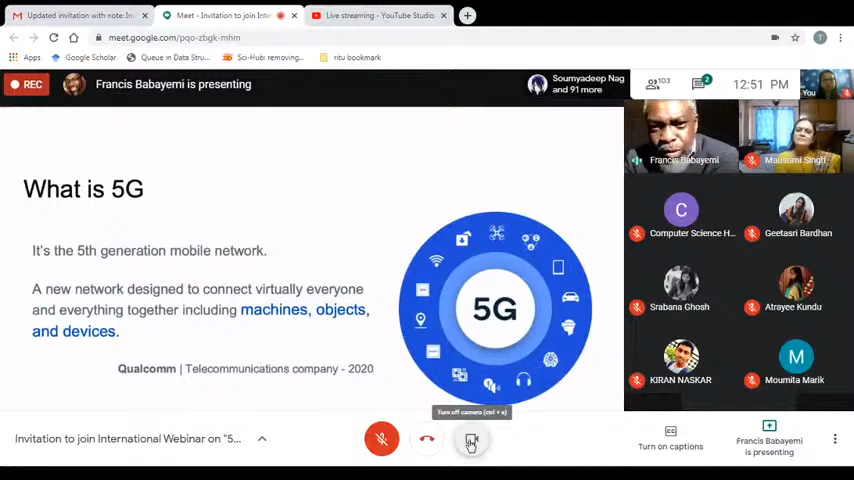 Updated invitation with note: In
Meet - Invitation to join Inte
Live streaming - YouTube Studio
meet.google.com/pqo-zbgk-mhm
T
Apps
Google Scholar
Queue in Data Stru...
Sci-Hub: removing...
ritu bookmark
REC
Francis Babayemi is presenting
Soumyadeep Nag
and 91 more
103
2
12:51 PM
You
Francis Babayemi
Mausumi Singh
What is 5G
It's the 5th generation mobile network.
A new network designed to connect virtually everyone
and everything together including machines, objects,
and devices.
Qualcomm | Telecommunications company - 2020
5G
C
Computer Science H...
Geetasri Bardhan
Srabana Ghosh
Atrayee Kundu
KIRAN NASKAR
M
Moumita Marik
Turn off camera (ctrl + e)
Invitation to join International Webinar on "5...
Turn on captions
Francis Babayemi
is presenting